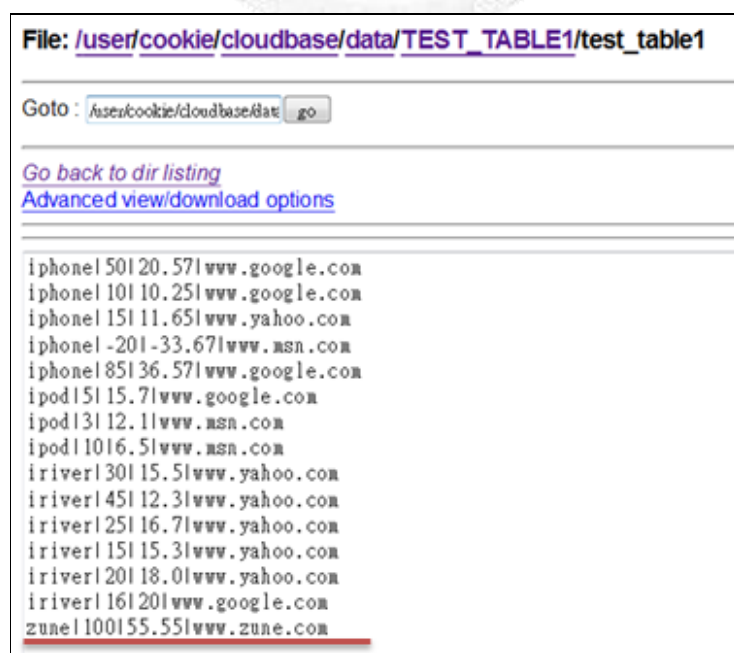 File: /user/cookie/cloudbase/data/TEST_TABLE1/test_table1
Goto : /user/cookie/cloudbase/data go
Go back to dir listing
Advanced view/download options
iphone|50|20.57|www.google.com
iphone|10|10.25|www.google.com
iphone|15|11.65|www.yahoo.com
iphone|-20|-33.67|www.msn.com
iphone|85|36.57|www.google.com
ipod|5|15.7|www.google.com
ipod|3|12.1|www.msn.com
ipod|10|6.5|www.msn.com
iriver|30|15.5|www.yahoo.com
iriver|45|12.3|www.yahoo.com
iriver|25|16.7|www.yahoo.com
iriver|15|15.3|www.yahoo.com
iriver|20|18.0|www.yahoo.com
iriver|16|20|www.google.com
zune|100|55.55|www.zune.com